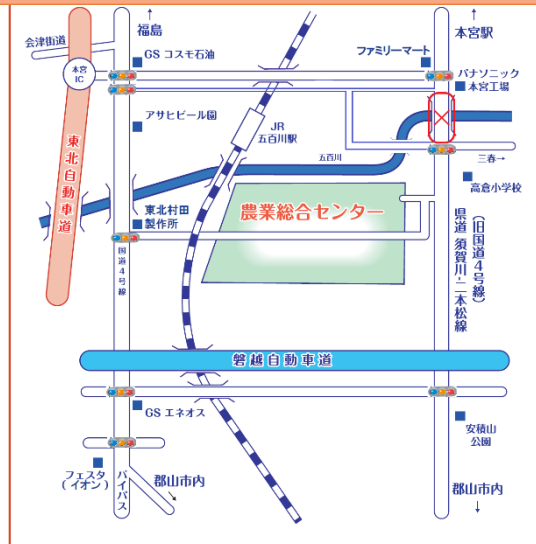 福島
本宮駅
会津街道
GS コスモ石油
ファミリーマート
本宮
IC
パナソニック
本宮工場
アサヒビール園
JR
五百川駅
五百川
三春→
高倉小学校
東北自動車道
東北村田
製作所
農業総合センター
国道4号線
(旧国道4号線)
県道 須賀川-二本松線
磐越自動車道
GS エネオス
安積山
公園
フェスタ
(イオン)
バイパス
郡山市内
郡山市内